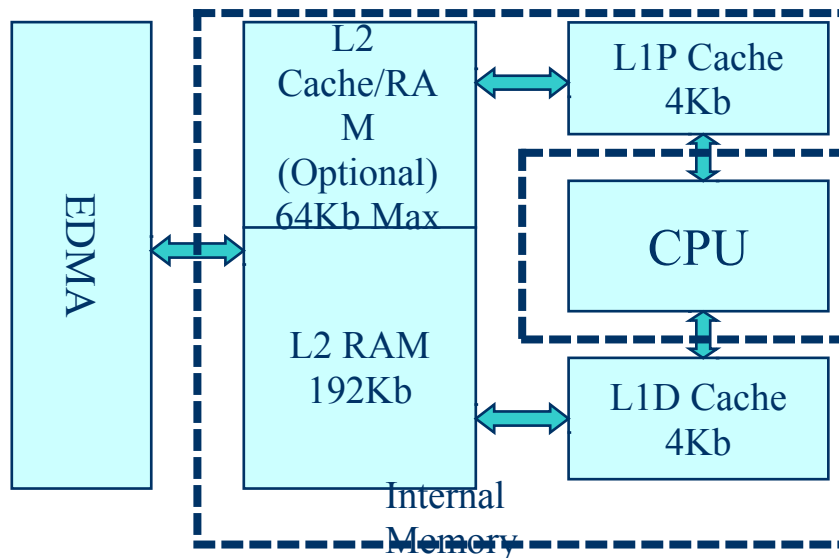 EDMA
L2
Cache/RA
M
(Optional)
64Kb Max
L2 RAM
192Kb
L1P Cache
4Kb
CPU
L1D Cache
4Kb
Internal
Memory